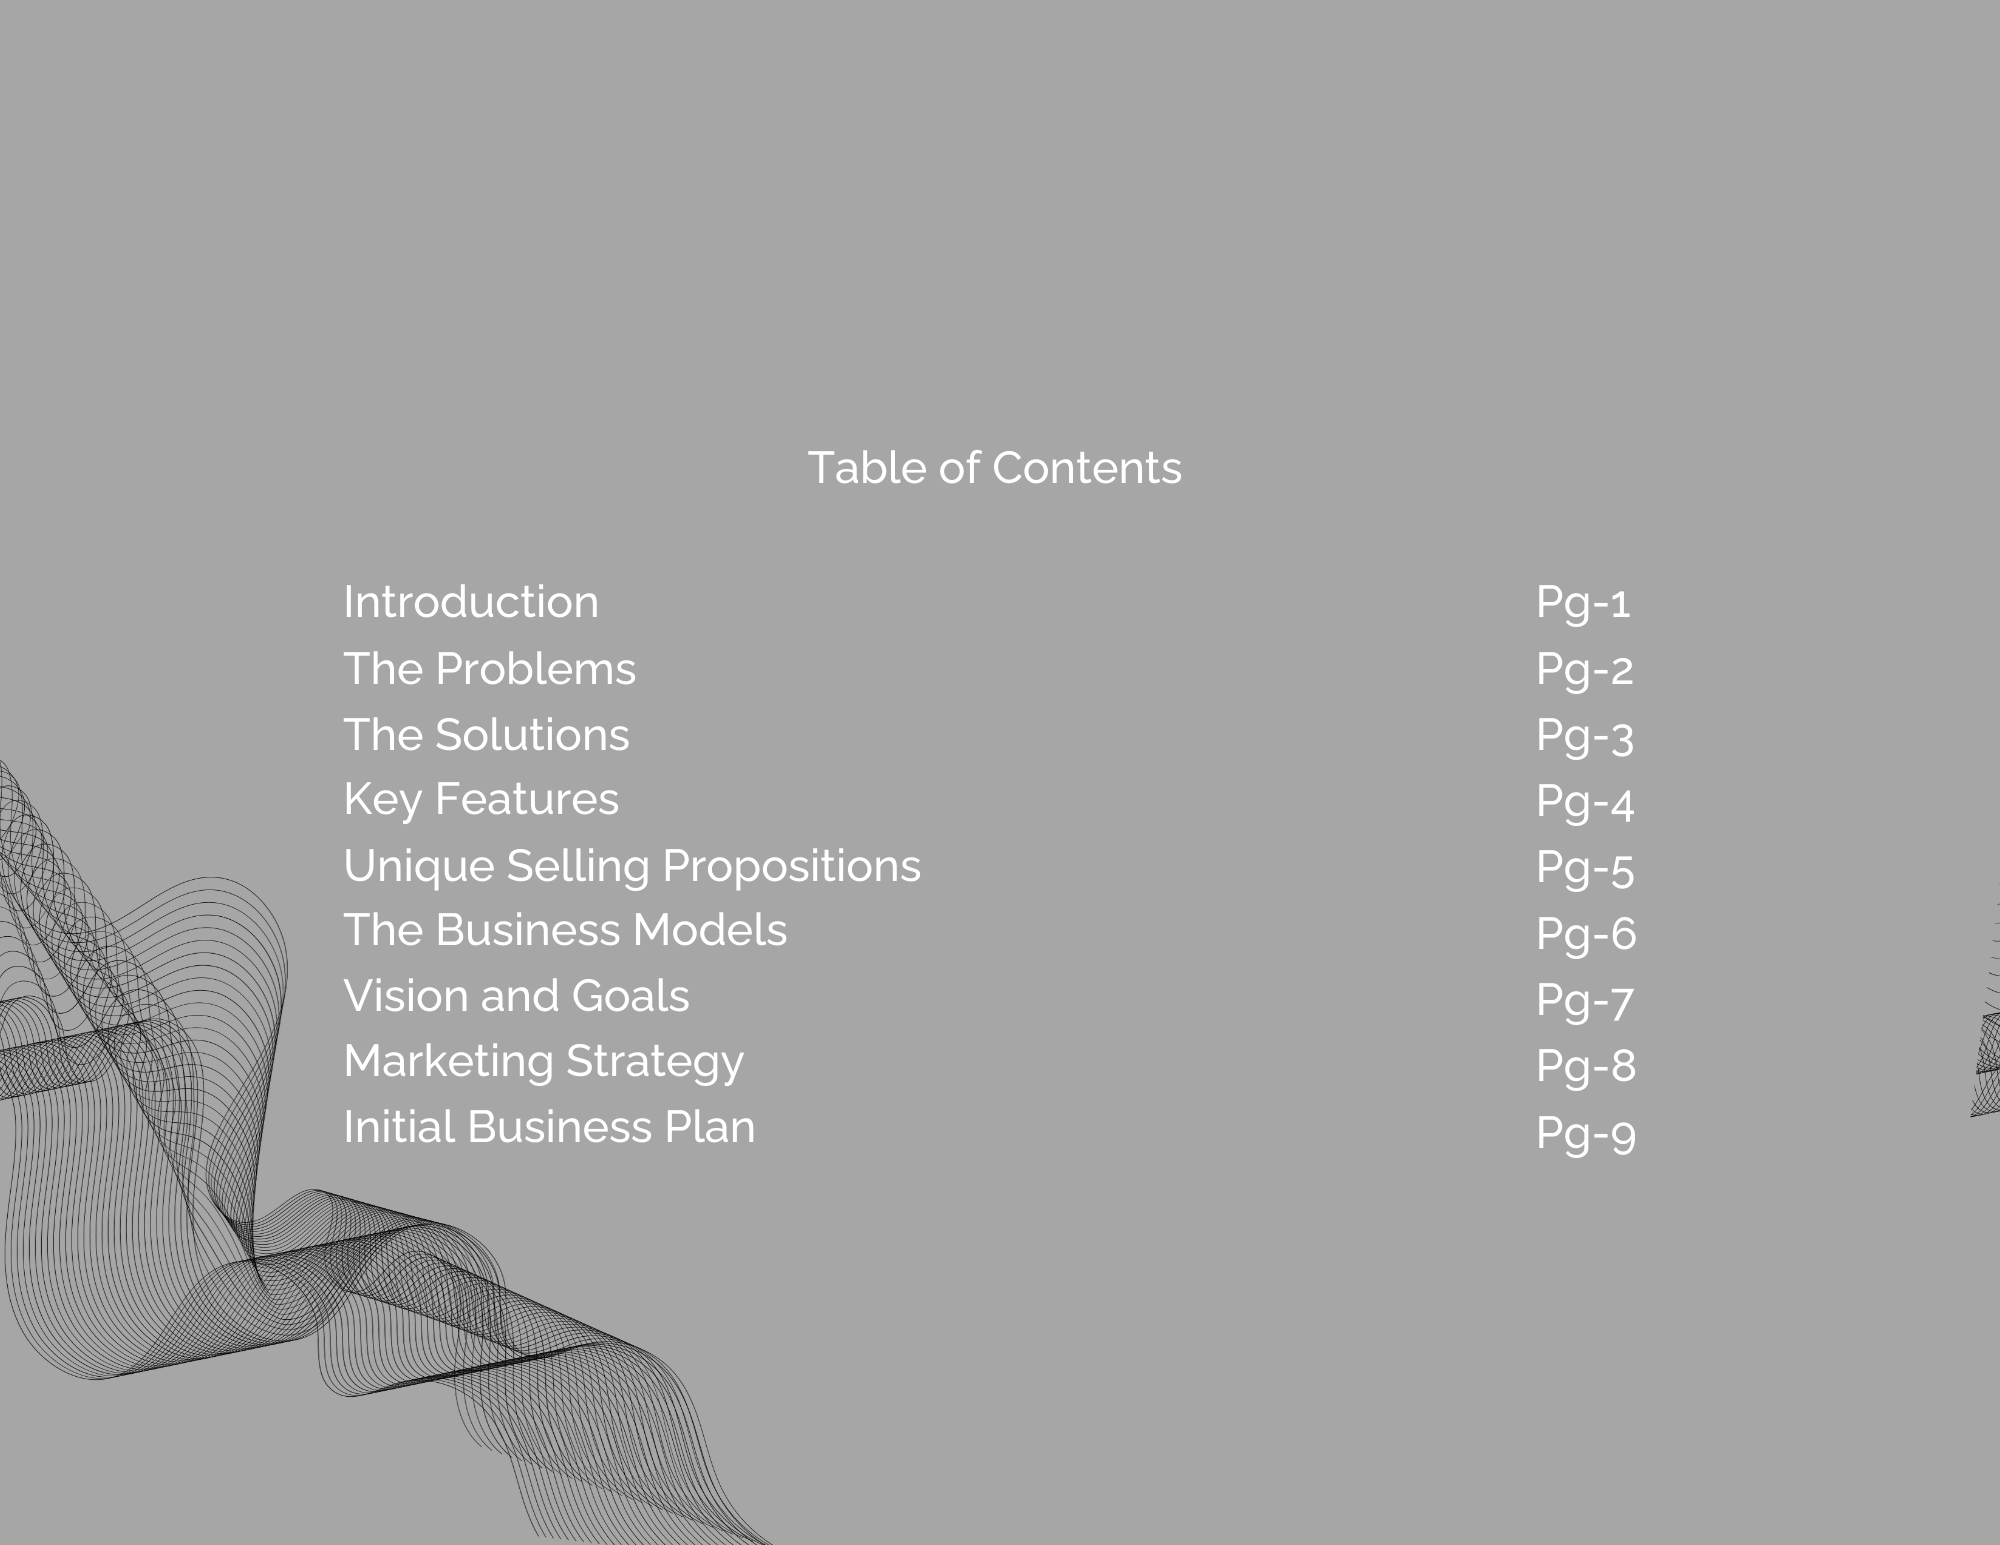 Table of Contents
Introduction Pg-1
The Problems Pg-2
The Solutions Pg-3
Key Features Pg-4
Unique Selling Propositions Pg-5
The Business Models Pg-6
Vision and Goals Pg-7
Marketing Strategy Pg-8
Initial Business Plan Pg-9